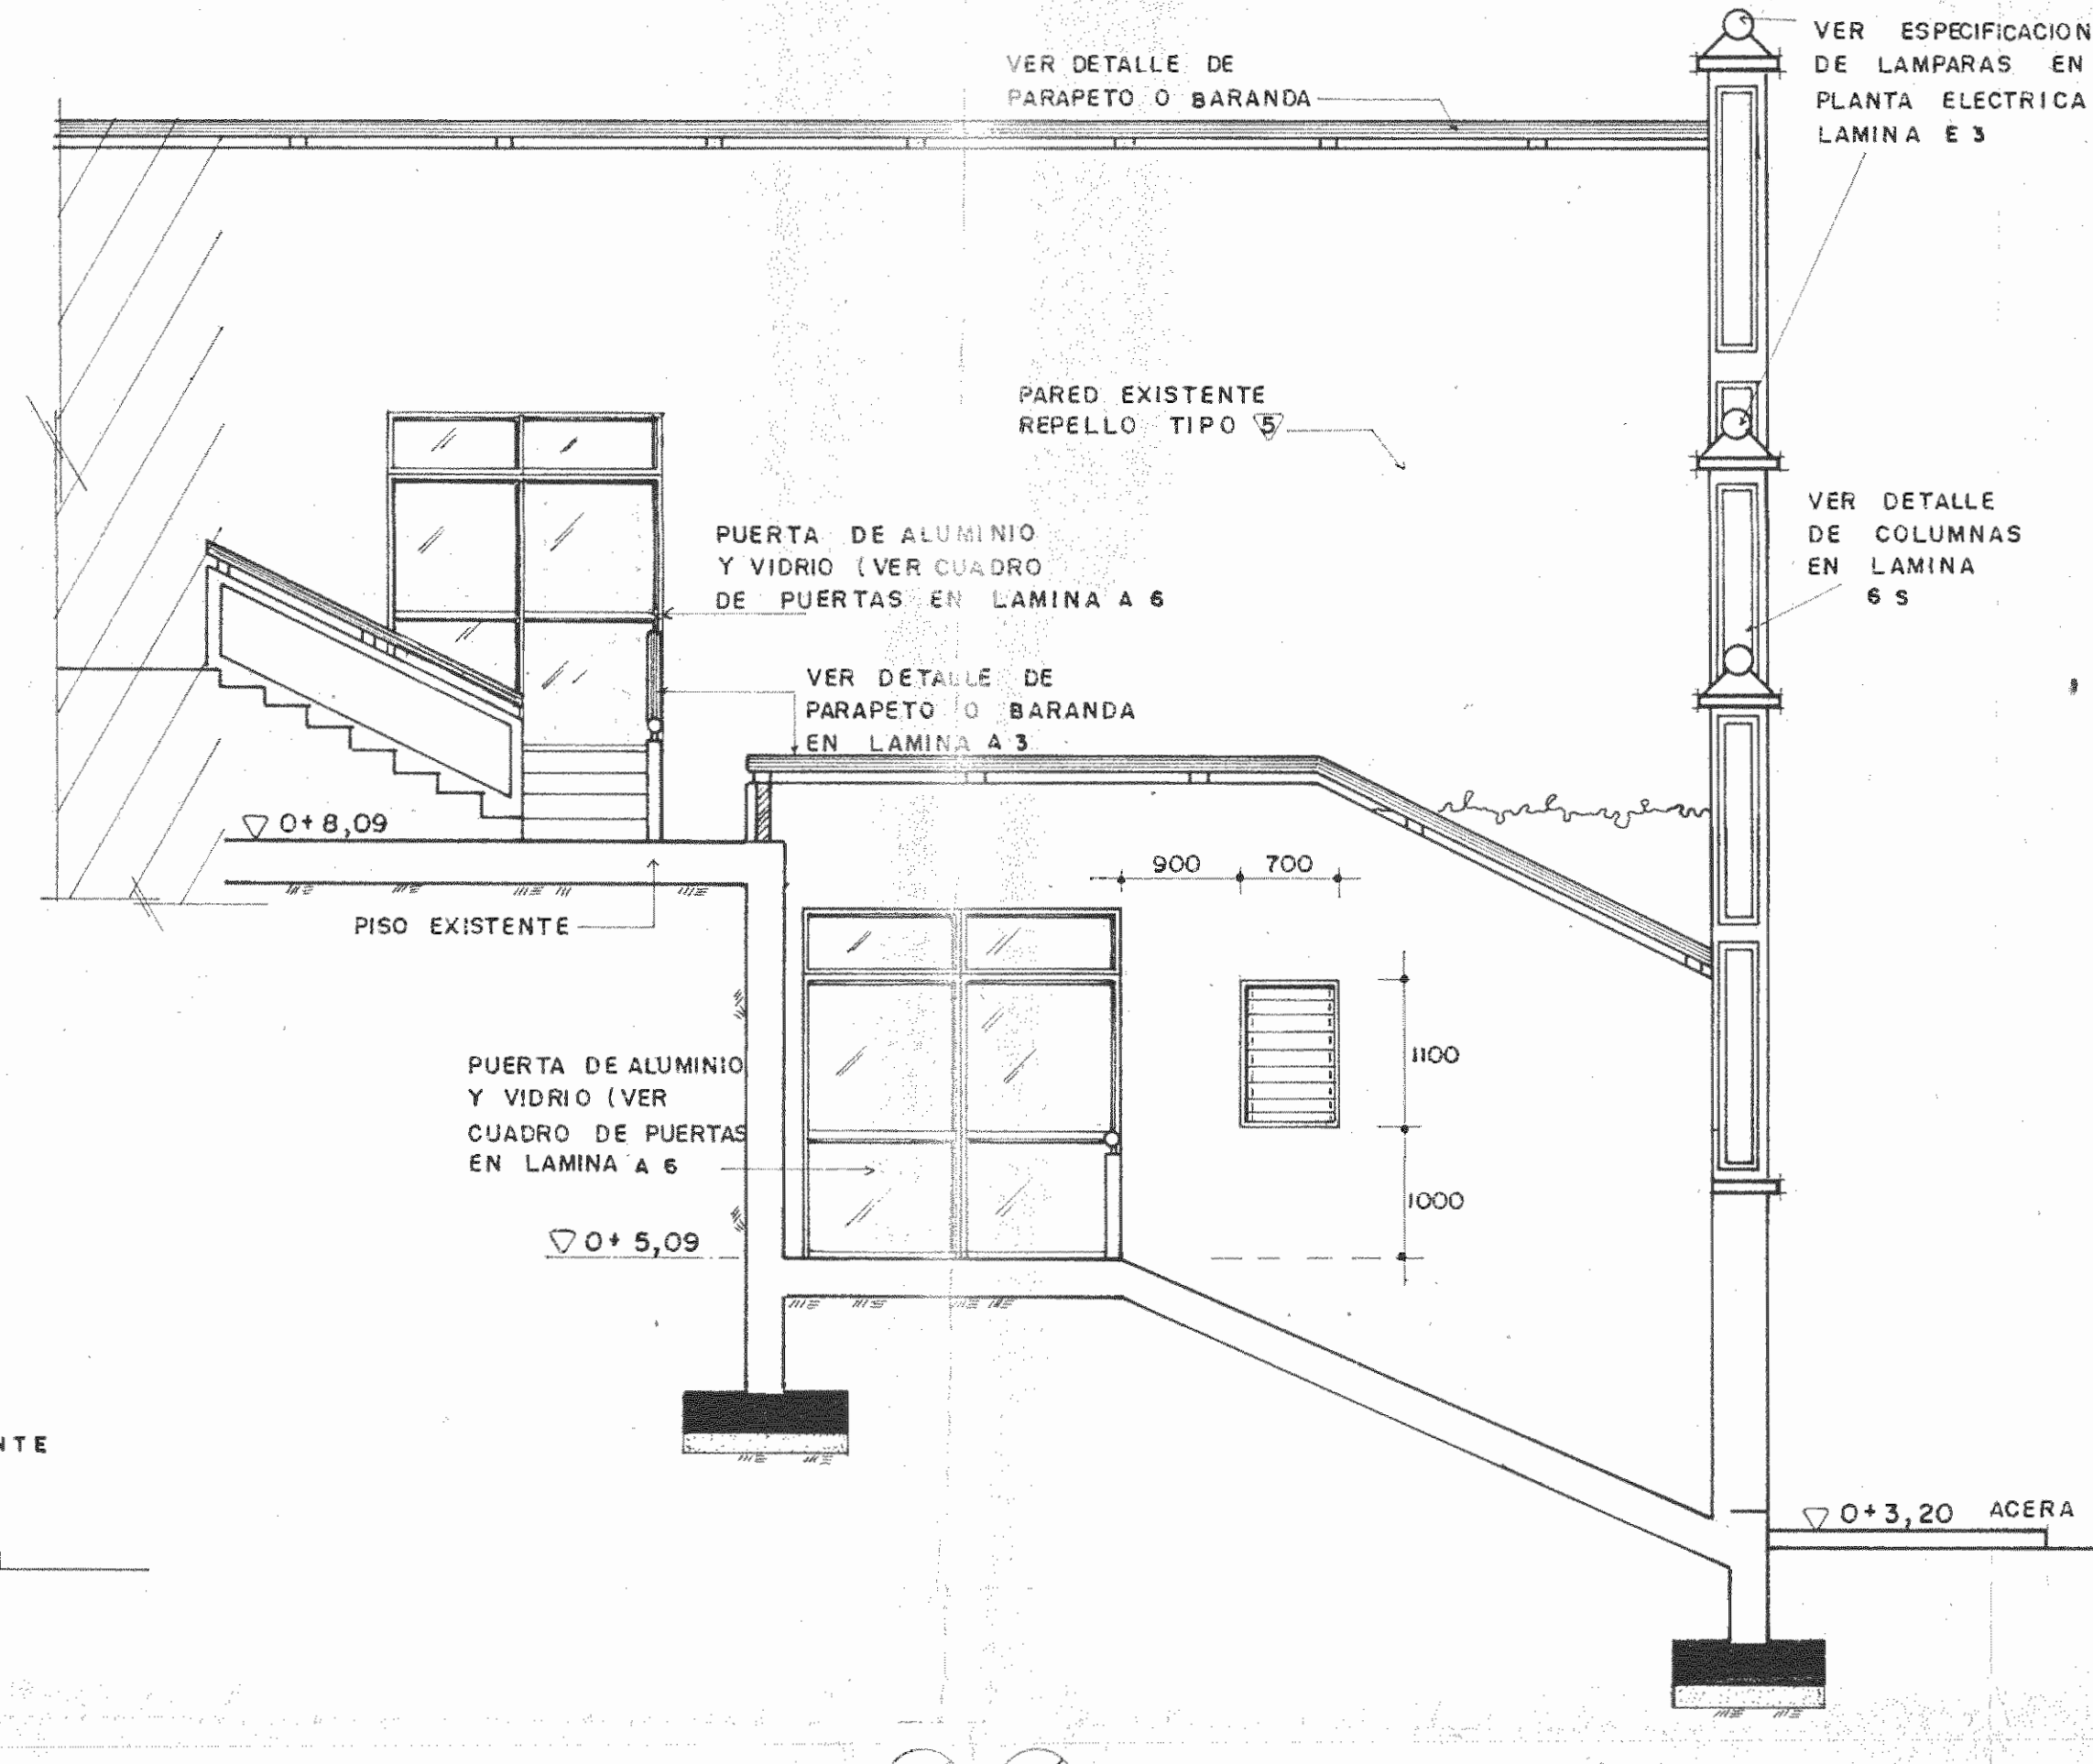 VER ESPECIFICACION
DE LAMPARAS EN
PLANTA ELECTRICA
LAMINA E 3
VER DETALLE DE
PARAPETO O BARANDA
PARED EXISTENTE
REPELLO TIPO 5
VER DETALLE
DE COLUMNAS
EN LAMINA
6 S
PUERTA DE ALUMINIO
Y VIDRIO (VER CUADRO
DE PUERTAS EN LAMINA A 6
VER DETALLE DE
PARAPETO O BARANDA
EN LAMINA A 3
0+8,09
900 700
PISO EXISTENTE
1100
PUERTA DE ALUMINIO
Y VIDRIO (VER
CUADRO DE PUERTAS
EN LAMINA A 6
1000
0+ 5,09
NTE
0+3,20 ACERA